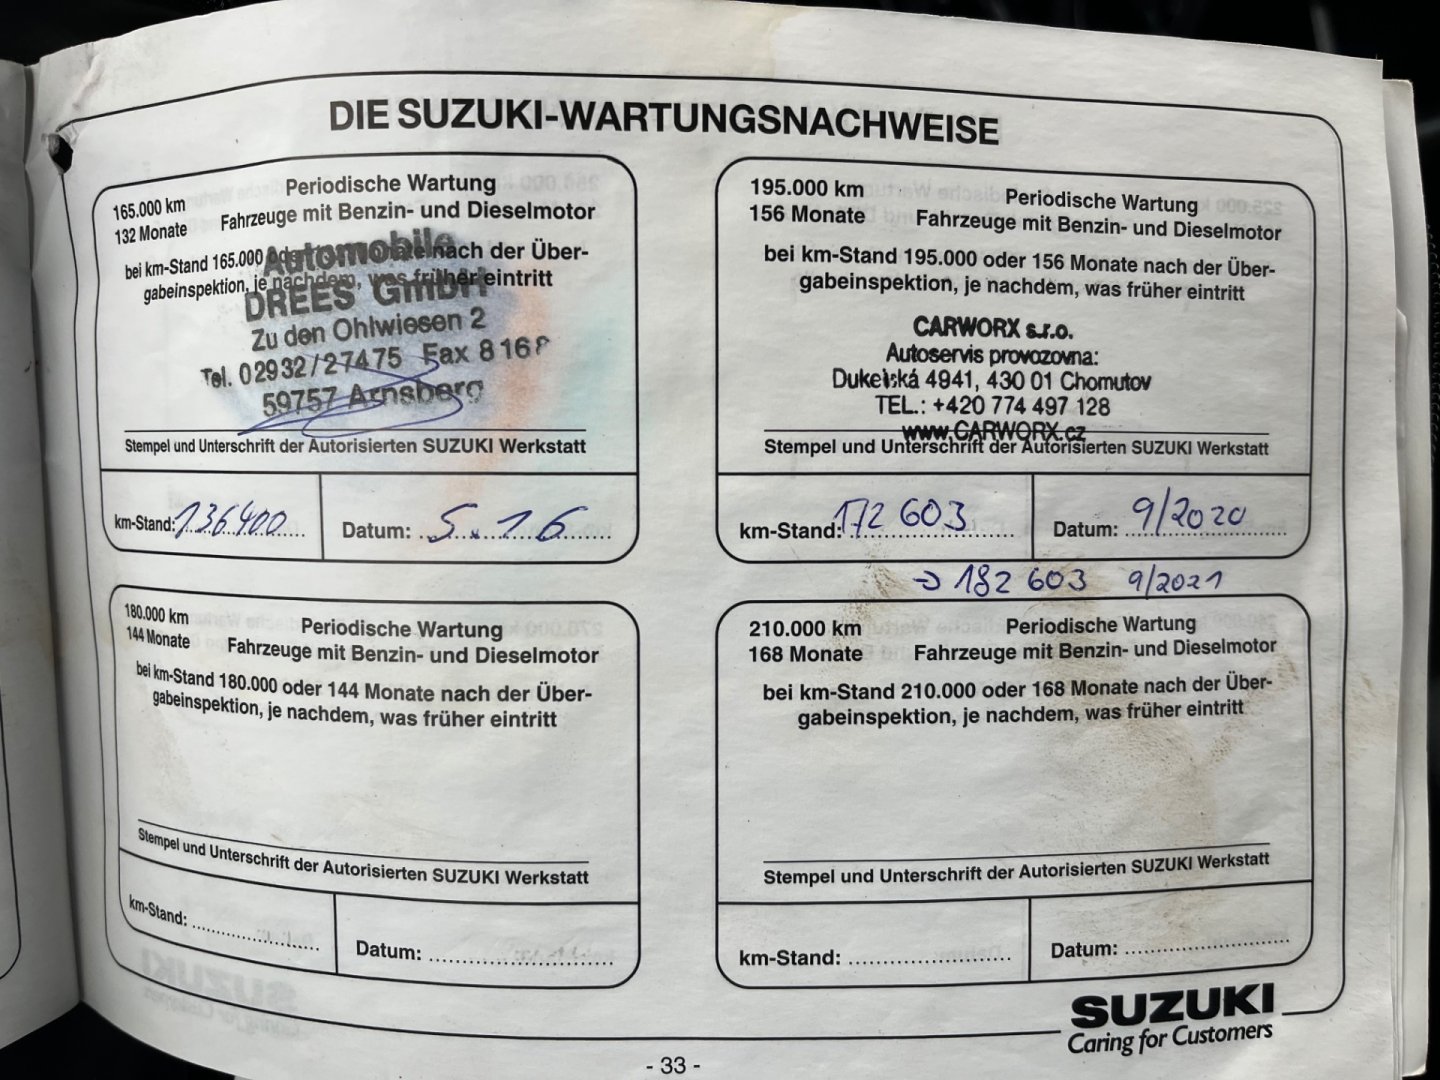 DIE SUZUKI-WARTUNGSNACHWEISE
165.000 km
132 Monate
Periodische Wartung
Fahrzeuge mit Benzin- und Dieselmotor
bei km-Stand 165.000 oder 132 Monate nach der Über-
gabeinspektion, je nachdem, was früher eintritt
Automobile
DREES GmbH
Zu den Ohlwiesen 2
Tel. 02932/27475 Fax 8168
59757 Arnsberg
Stempel und Unterschrift der Autorisierten SUZUKI Werkstatt
km-Stand: 136.400
Datum: 5.16
195.000 km
156 Monate
Periodische Wartung
Fahrzeuge mit Benzin- und Dieselmotor
bei km-Stand 195.000 oder 156 Monate nach der Über-
gabeinspektion, je nachdem, was früher eintritt
CARWORX s.r.o.
Autoservis provozovna:
Dukelská 4941, 430 01 Chomutov
TEL.: +420 774 497 128
www.CARWORX.cz
Stempel und Unterschrift der Autorisierten SUZUKI Werkstatt
km-Stand: 172 603
Datum: 9/2020
→ 182 603 9/2021
180.000 km
144 Monate
Periodische Wartung
Fahrzeuge mit Benzin- und Dieselmotor
bei km-Stand 180.000 oder 144 Monate nach der Über-
gabeinspektion, je nachdem, was früher eintritt
Stempel und Unterschrift der Autorisierten SUZUKI Werkstatt
km-Stand:
Datum:
210.000 km
168 Monate
Periodische Wartung
Fahrzeuge mit Benzin- und Dieselmotor
bei km-Stand 210.000 oder 168 Monate nach der Über-
gabeinspektion, je nachdem, was früher eintritt
Stempel und Unterschrift der Autorisierten SUZUKI Werkstatt
km-Stand:
Datum:
SUZUKI
Caring for Customers
- 33 -